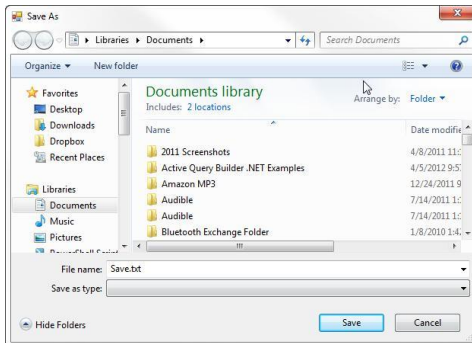 Save As
Libraries Documents
Search Documents
Organize New folder
Favorites
Desktop
Downloads
Dropbox
Recent Places
Libraries
Documents
Music
Pictures
Documents library
Includes: 2 locations
Arrange by: Folder
Name Date modifie
2011 Screenshots 4/8/2011 11:
Active Query Builder .NET Examples 4/5/2012 9:5
Amazon MP3 12/24/2011 9
Audible 7/14/2011 1:
Audible 7/14/2011 1:
Bluetooth Exchange Folder 1/8/2010 1:4
File name: Save.txt
Save as type:
Hide Folders
Save
Cancel